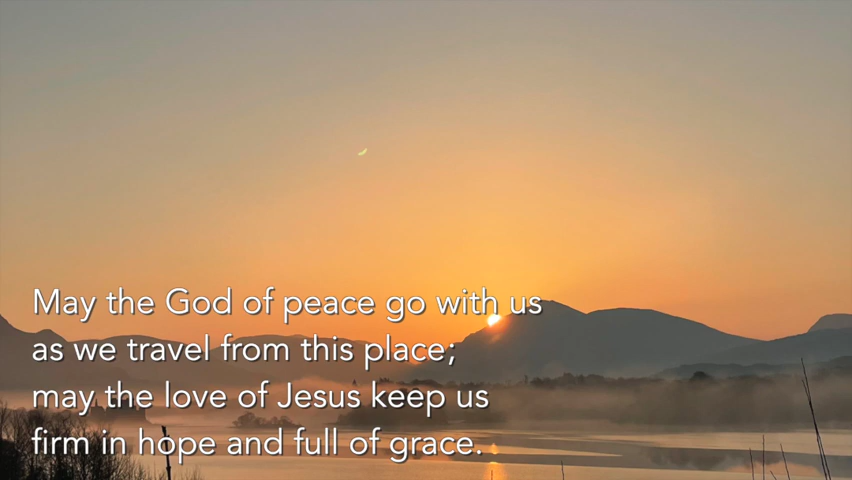 May the God of peace go with us
as we travel from this place;
may the love of Jesus keep us
firm in hope and full of grace.